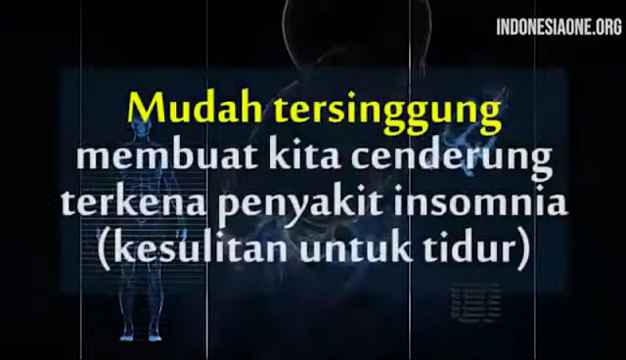 INDONESIAONE.ORG
Mudah tersinggung
membuat kita cenderung
terkena penyakit insomnia
(kesulitan untuk tidur)